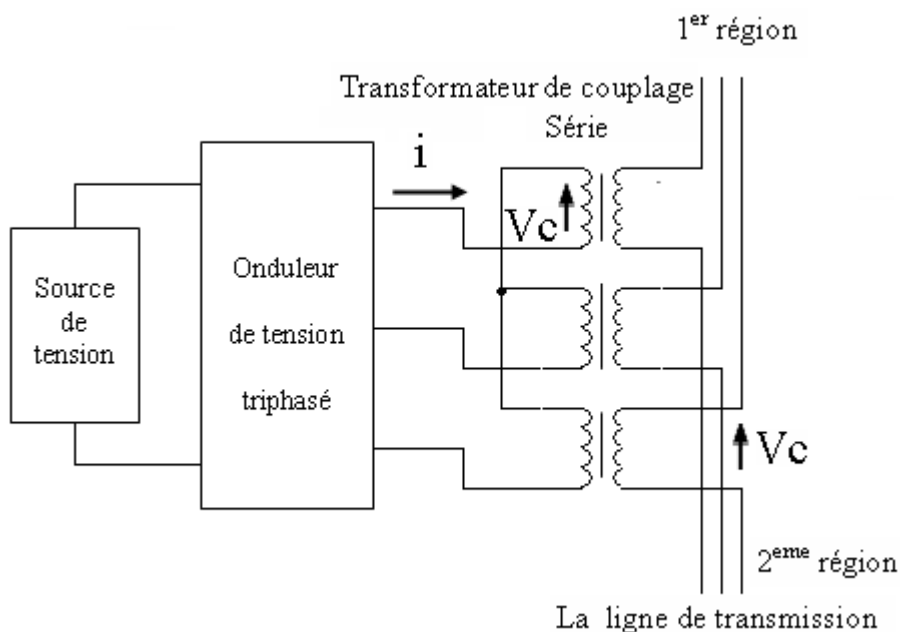 1er région
Transformateur de couplage
Série
i
Vc
Source
de
tension
Onduleur
de tension
triphasé
Vc
2eme région
La ligne de transmission